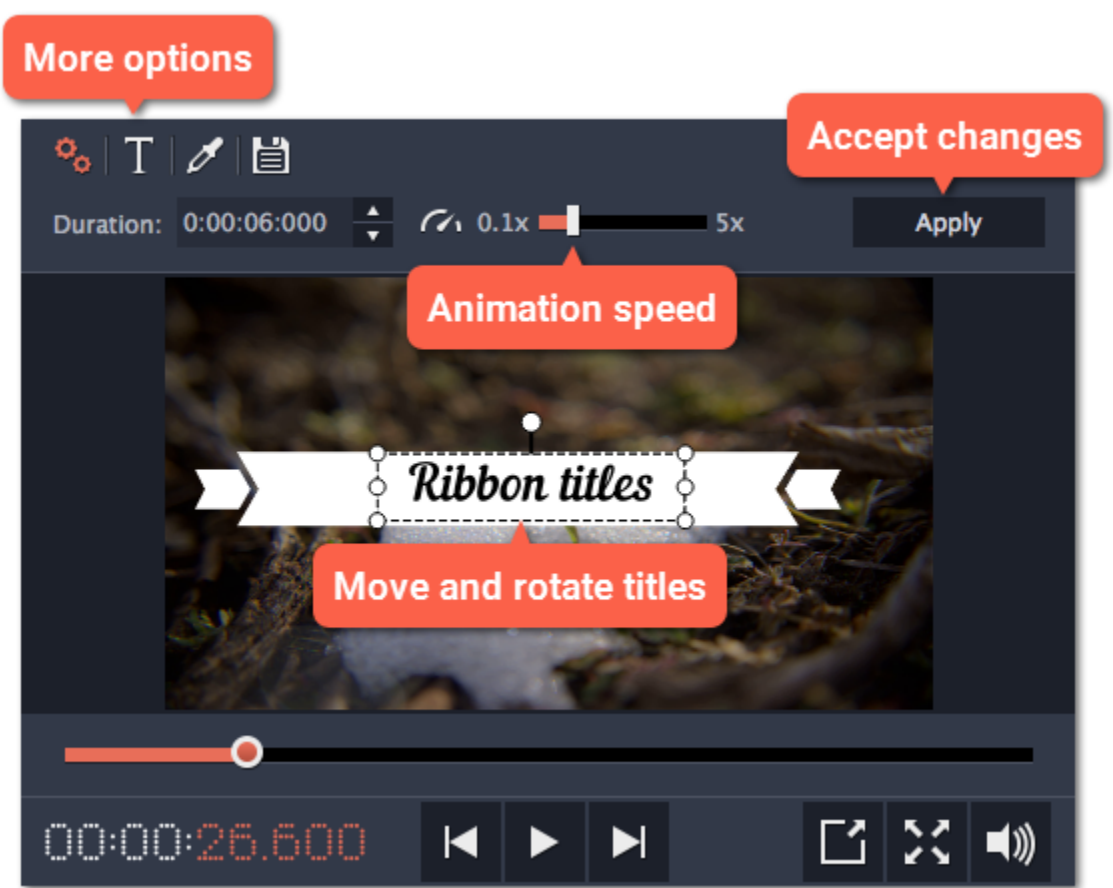 More options
Accept changes
T
Duration: 0:00:06:000 0.1x 5x Apply
Animation speed
Ribbon titles
Move and rotate titles
00:00:26.600